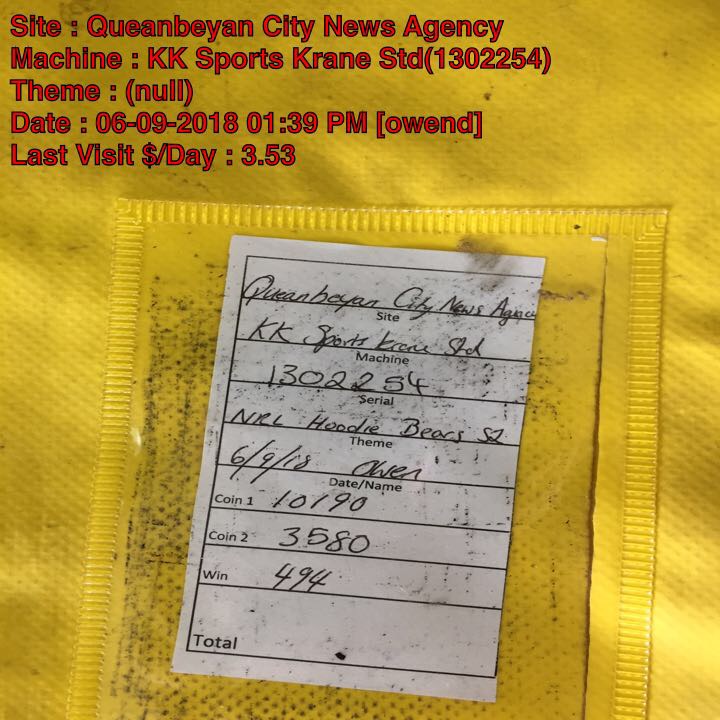 Site : Queanbeyan City News Agency
Machine : KK Sports Krane Std(1302254)
Theme : (null)
Date : 06-09-2018 01:39 PM [owend]
Last Visit $/Day : 3.53
Queanbeyan City News Agency
Site
KK Sports Krane Std
Machine
1302254
Serial
NRL Hoodie Bears S2
Theme
6/9/18 Owen
Date/Name
Coin 1 10190
Coin 2 3580
Win 494
Total